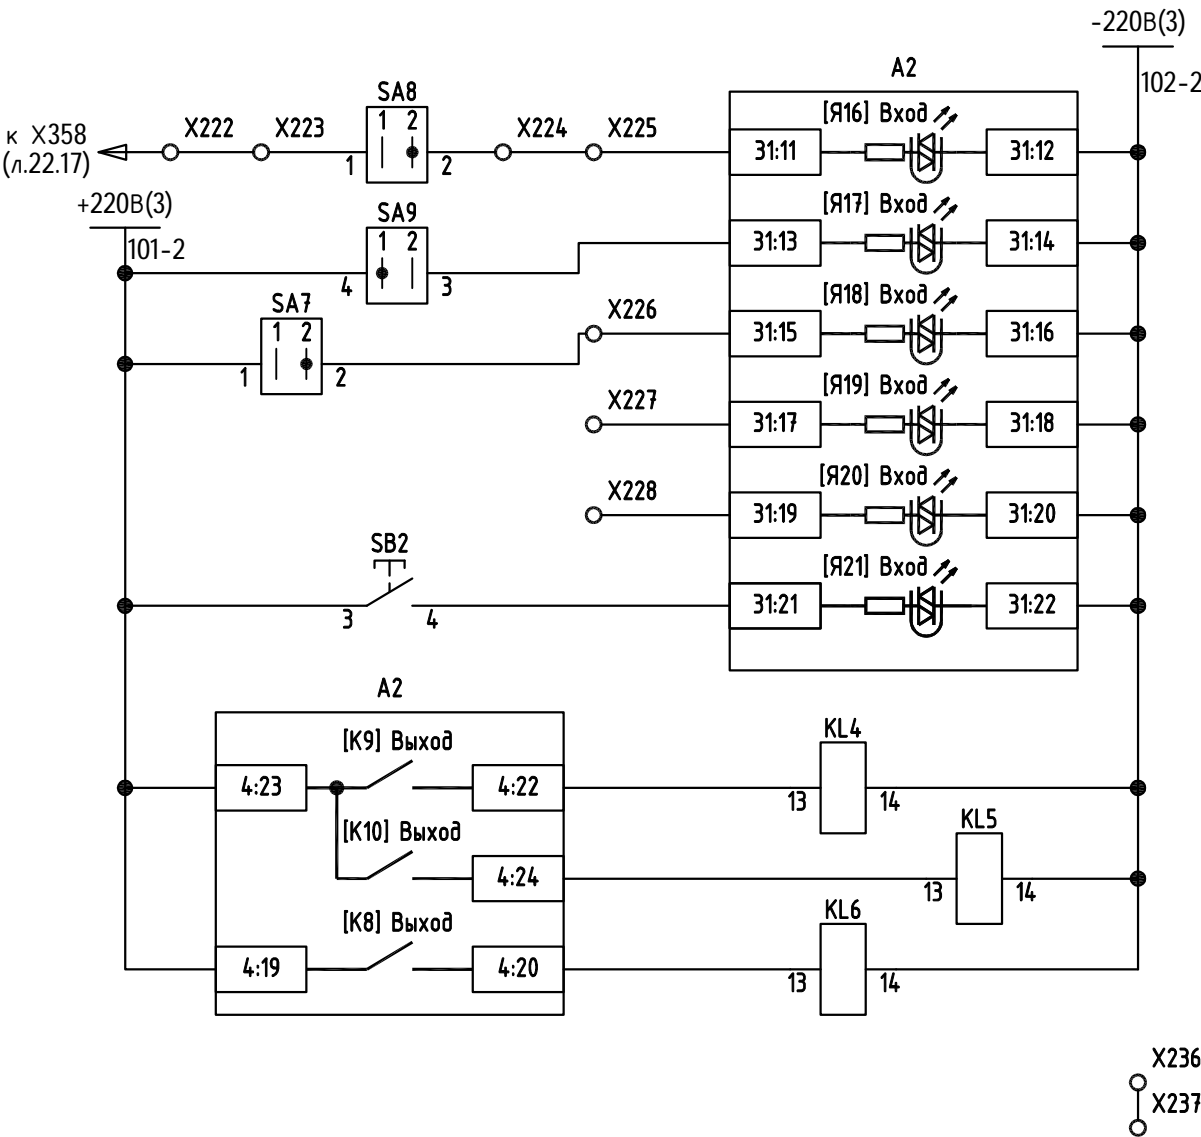 -220В(3)
102-2
А2
SA8
1 2
1
2
X222
X223
X224
X225
к X358
(л.22.17)
[Я16] Вход
31:11
31:12
+220В(3)
101-2
SA9
1 2
4
3
[Я17] Вход
31:13
31:14
SA7
1 2
1
2
X226
[Я18] Вход
31:15
31:16
X227
[Я19] Вход
31:17
31:18
X228
[Я20] Вход
31:19
31:20
SB2
3
4
[Я21] Вход
31:21
31:22
А2
[К9] Выход
4:23
4:22
KL4
13
14
[К10] Выход
4:24
KL5
13
14
[К8] Выход
4:19
4:20
KL6
13
14
X236
X237